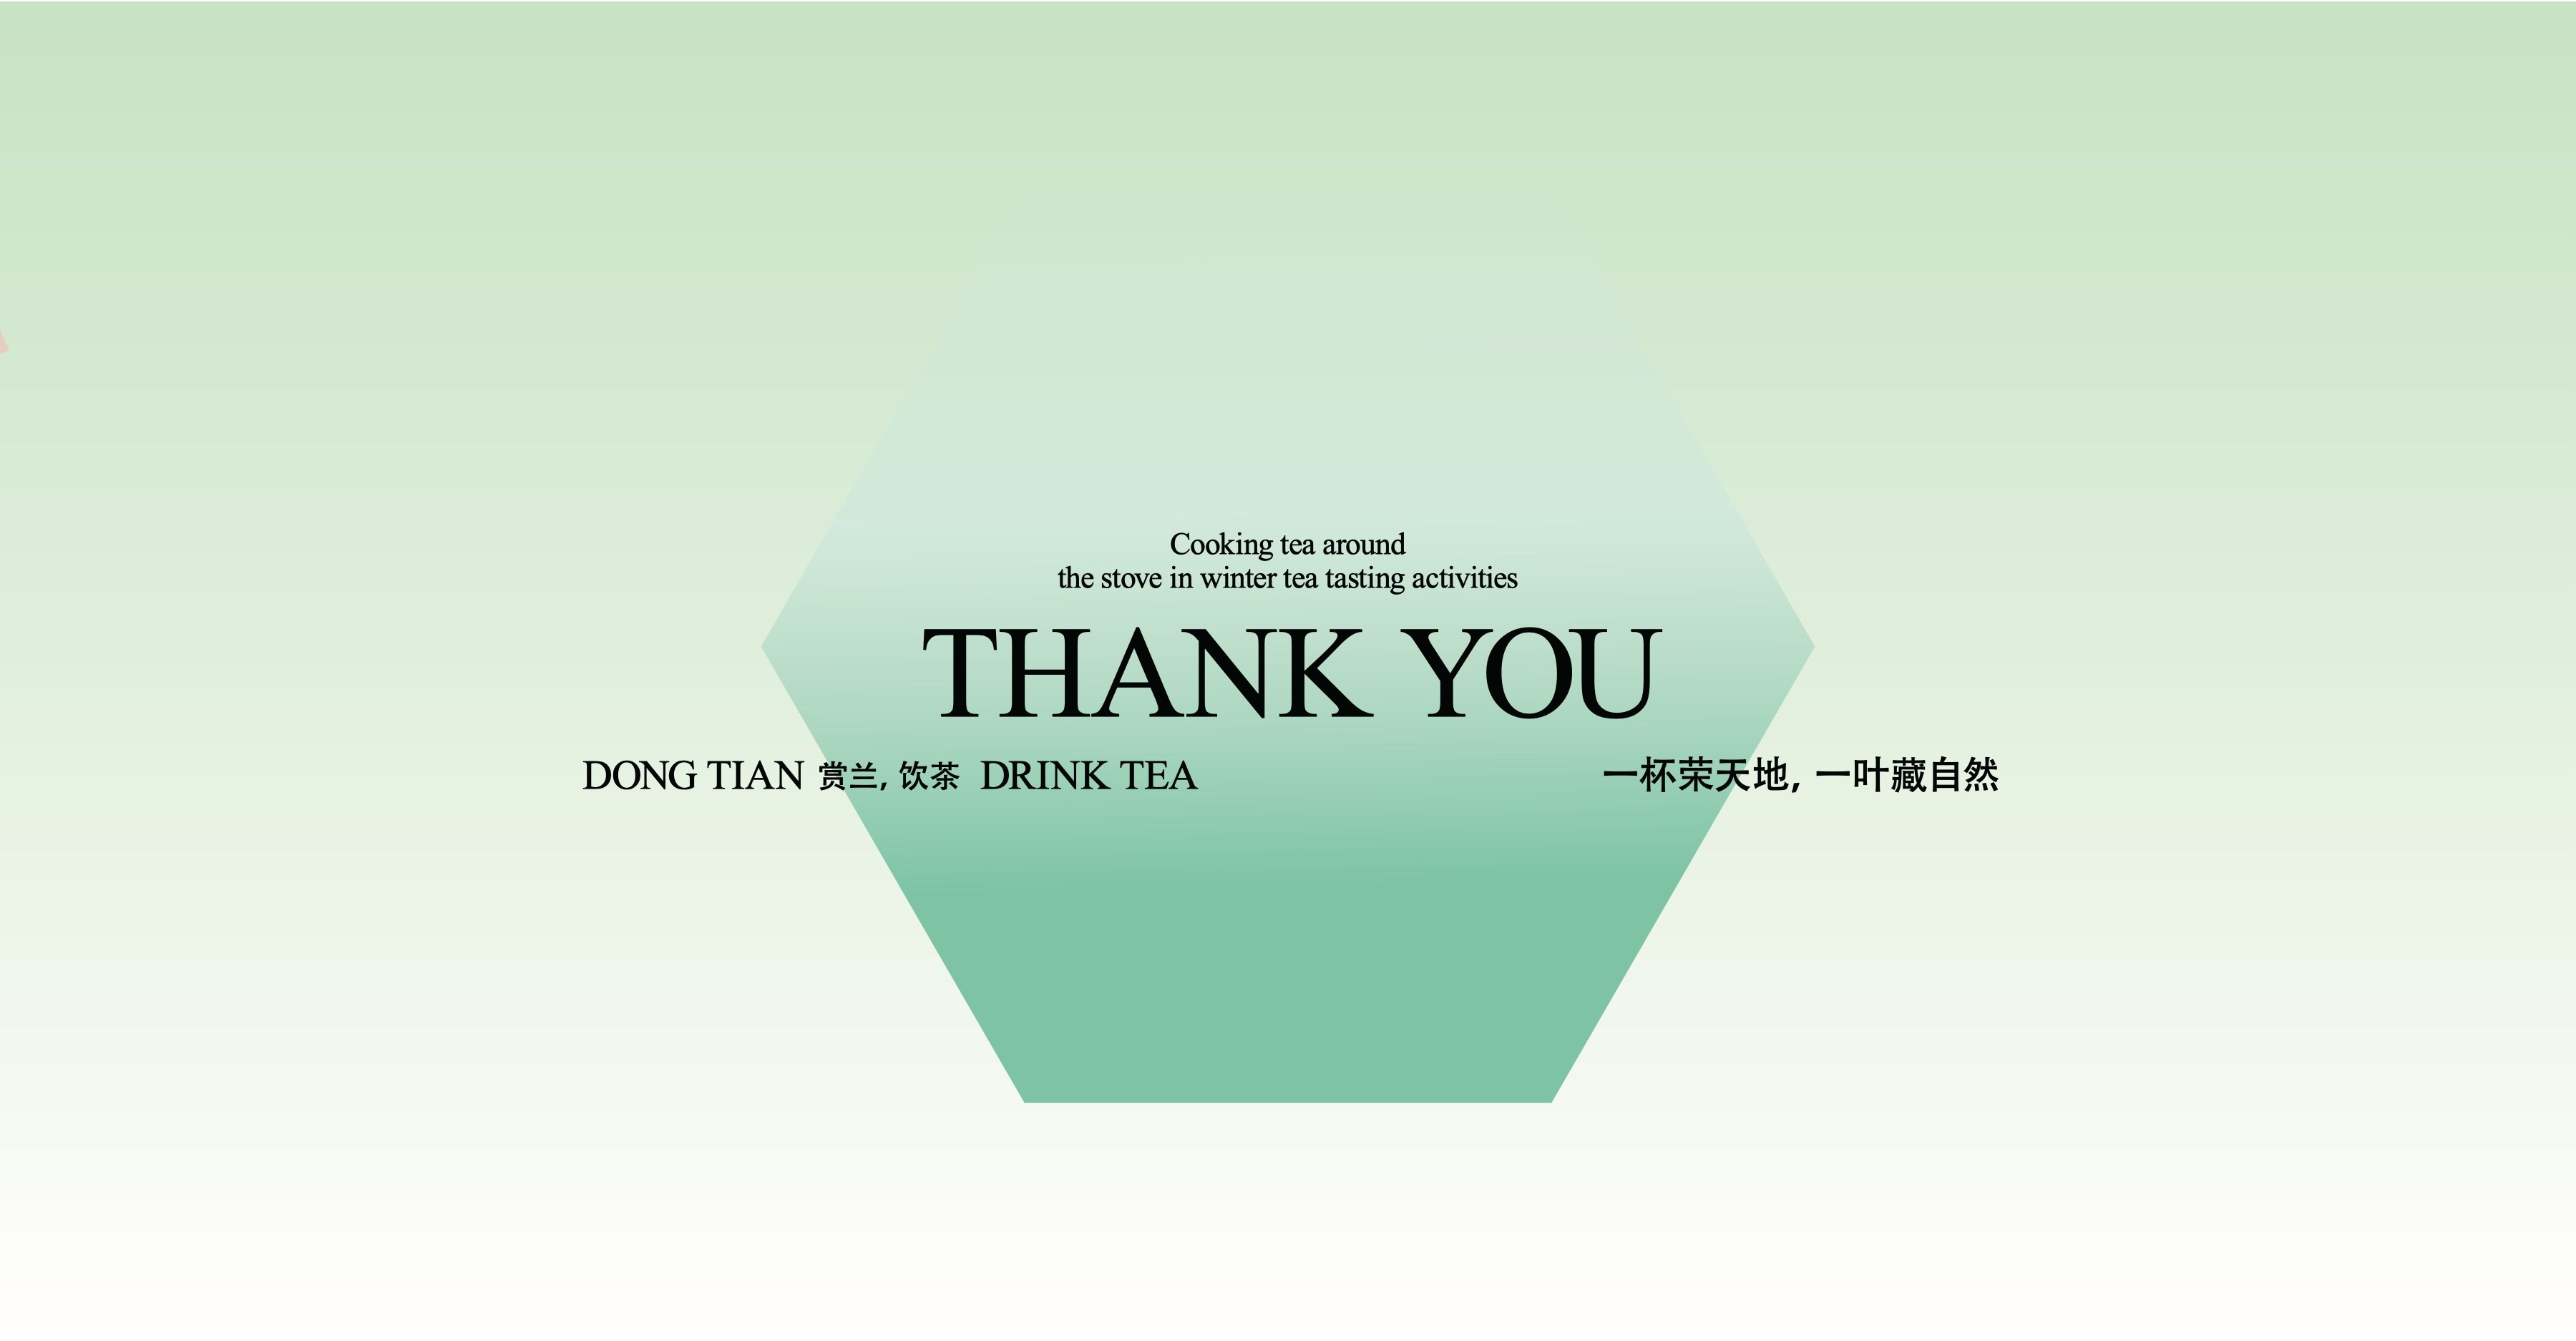 Cooking tea around
the stove in winter tea tasting activities
THANK YOU
DONG TIAN 赏兰, 饮茶 DRINK TEA
一杯荣天地, 一叶藏自然